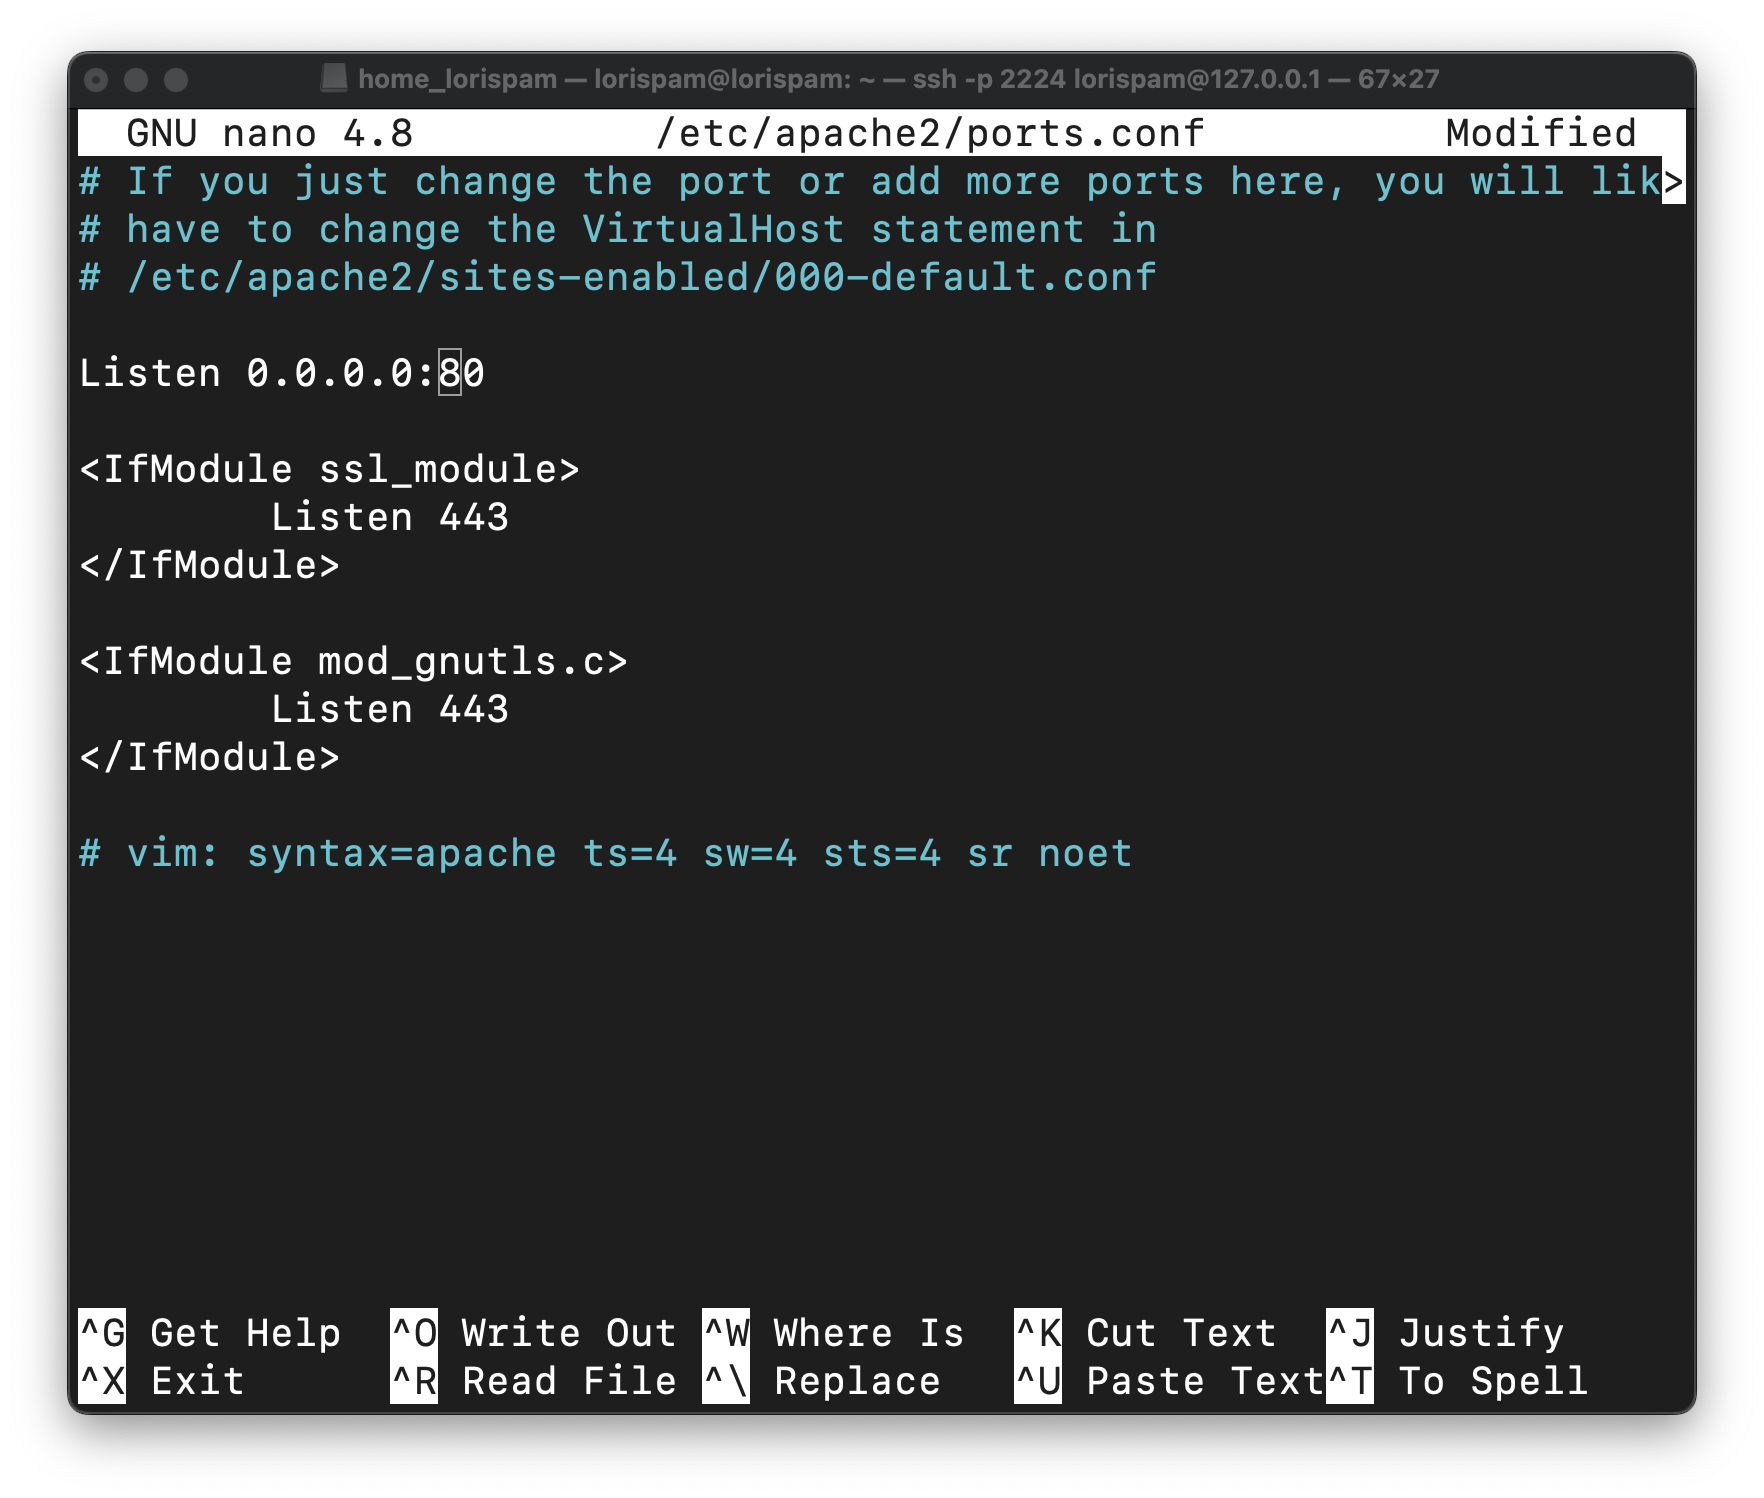 home_lorispam — lorispam@lorispam: ~ — ssh -p 2224 lorispam@127.0.0.1 — 67×27
GNU nano 4.8 /etc/apache2/ports.conf Modified
# If you just change the port or add more ports here, you will lik>
# have to change the VirtualHost statement in
# /etc/apache2/sites-enabled/000-default.conf
Listen 0.0.0.0:80
<IfModule ssl_module>
        Listen 443
</IfModule>
<IfModule mod_gnutls.c>
        Listen 443
</IfModule>
# vim: syntax=apache ts=4 sw=4 sts=4 sr noet
^G Get Help ^O Write Out ^W Where Is ^K Cut Text ^J Justify
^X Exit ^R Read File ^\ Replace ^U Paste Text ^T To Spell